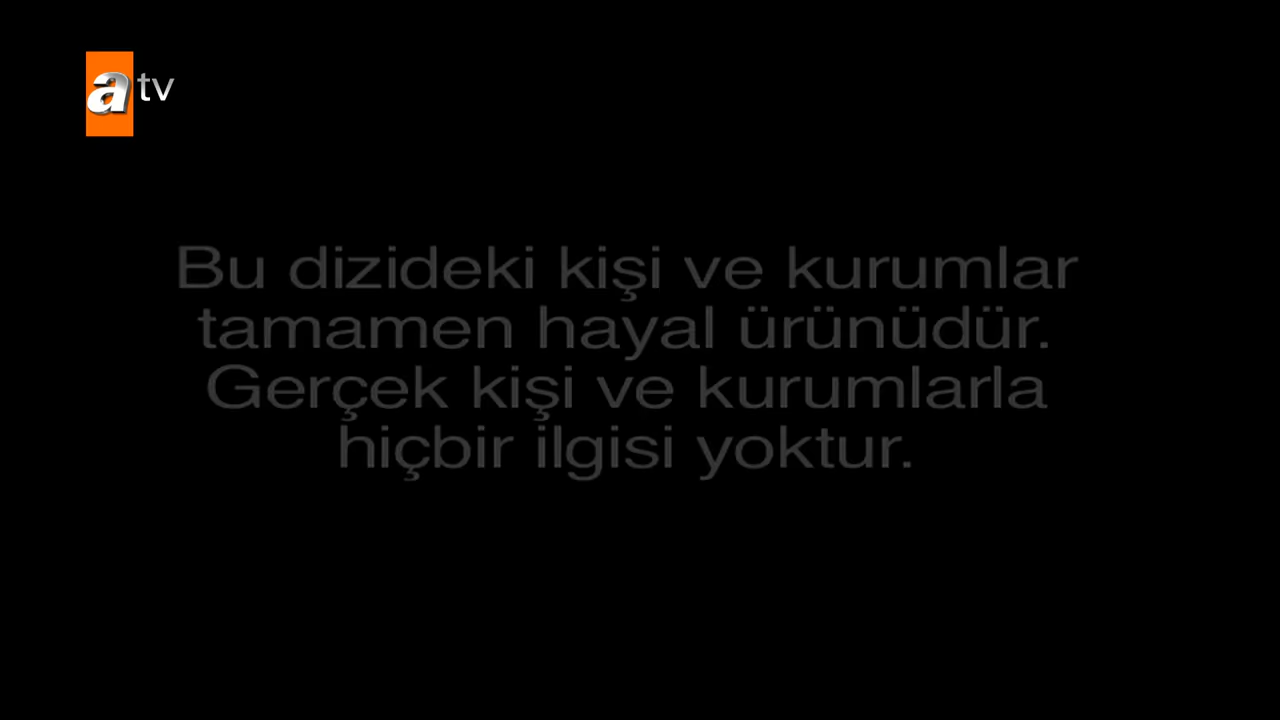 atv
Bu dizideki kişi ve kurumlar
tamamen hayal ürünüdür.
Gerçek kişi ve kurumlarla
hiçbir ilgisi yoktur.